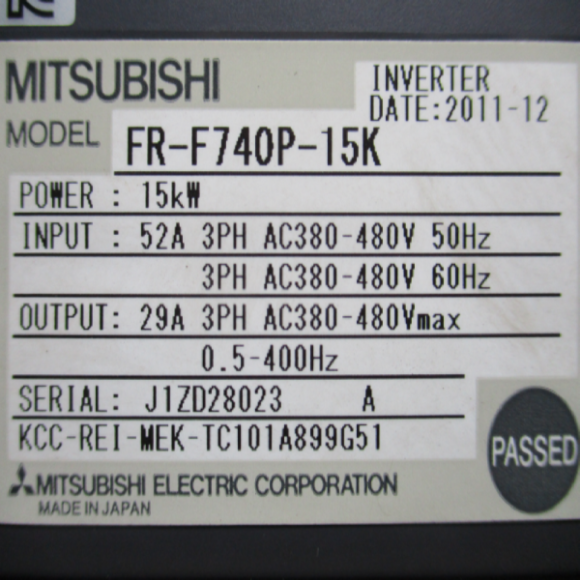 MITSUBISHI
INVERTER
DATE:2011-12
MODEL FR-F740P-15K
POWER : 15kW
INPUT : 52A 3PH AC380-480V 50Hz
3PH AC380-480V 60Hz
OUTPUT: 29A 3PH AC380-480Vmax
0.5-400Hz
SERIAL: J1ZD28023 A
KCC-REI-MEK-TC101A899G51
PASSED
MITSUBISHI ELECTRIC CORPORATION
MADE IN JAPAN